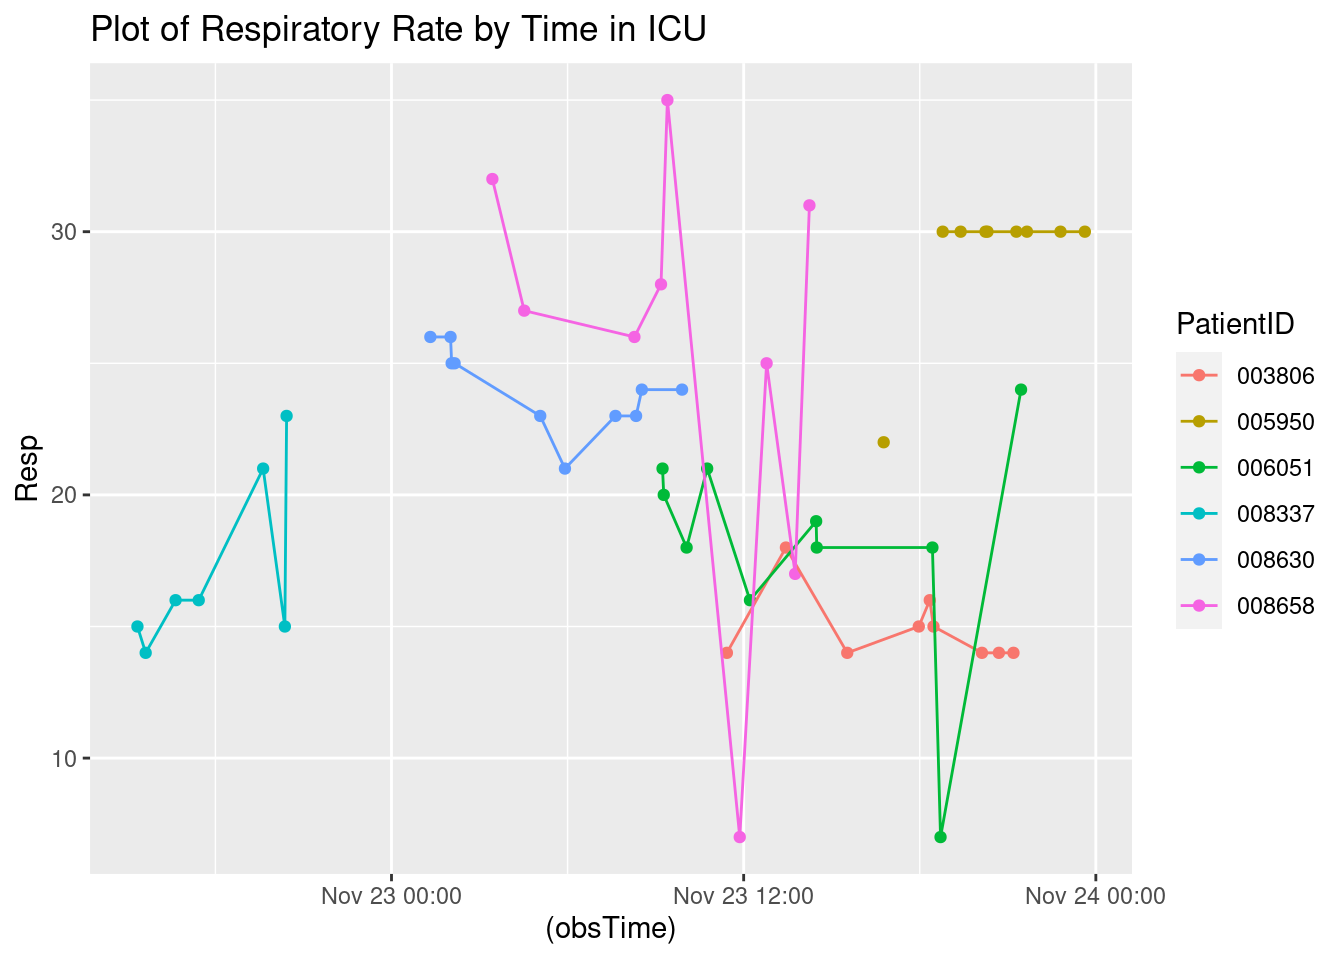 Plot of Respiratory Rate by Time in ICU
Resp
30
20
10
Nov 23 00:00
Nov 23 12:00
Nov 24 00:00
(obsTime)
PatientID
003806
005950
006051
008337
008630
008658